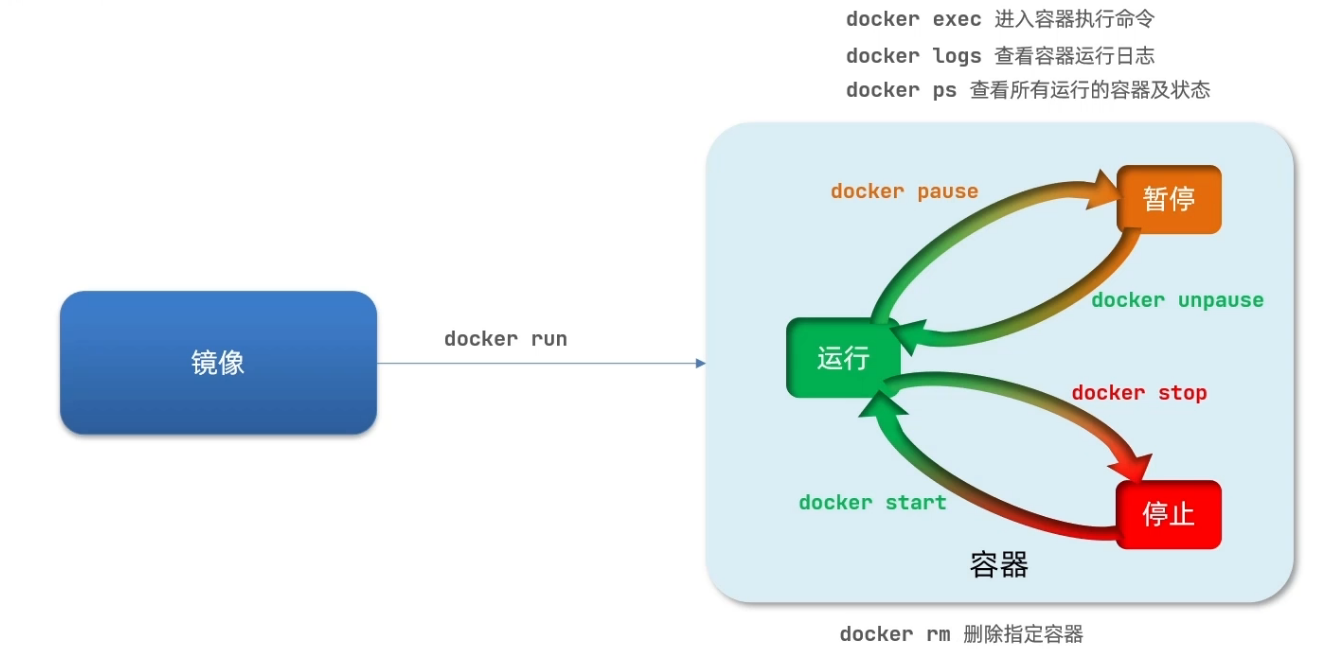 docker exec 进入容器执行命令
docker logs 查看容器运行日志
docker ps 查看所有运行的容器及状态
docker pause
暂停
docker unpause
镜像
docker run
运行
docker stop
docker start
停止
容器
docker rm 删除指定容器